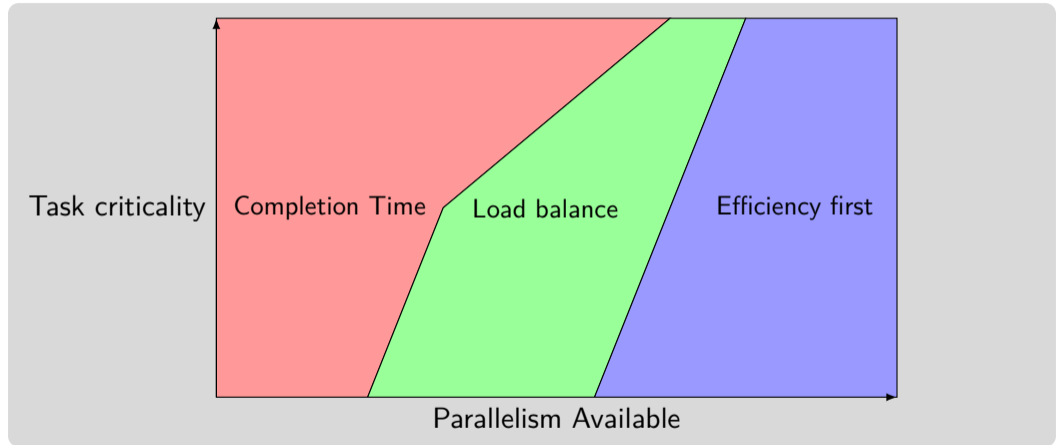 Task criticality
Completion Time
Load balance
Efficiency first
Parallelism Available